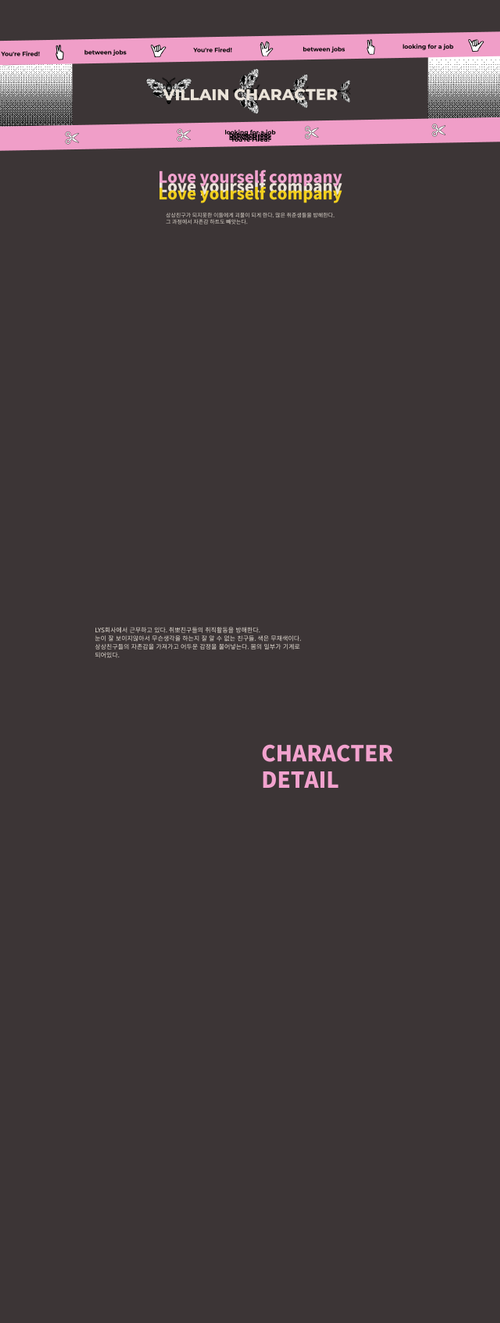 You're Fired!
between jobs
You're Fired!
between jobs
looking for a job
VILLAIN CHARACTER
looking for a job
Love yourself company
Love yourself company
Love yourself company
상상친구가 되지못한 이들에게 괴물이 되게 한다. 많은 취준생들을 방해한다.
그 과정에서 자존감 하트도 빼앗는다.
LYS회사에서 근무하고 있다. 취뽀친구들의 취직활동을 방해한다.
눈이 잘 보이지않아서 무슨생각을 하는지 잘 알 수 없는 친구들. 색은 무채색이다.
상상친구들의 자존감을 가져가고 어두운 감정을 불어넣는다. 몸의 일부가 기계로
되어있다.
CHARACTER
DETAIL